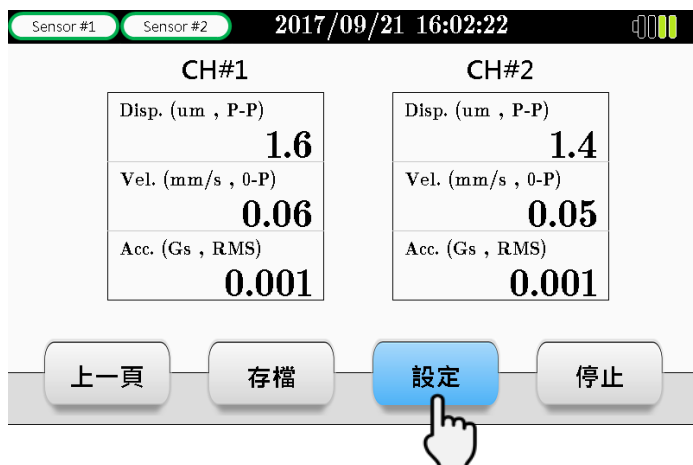 Sensor #1 Sensor #2 2017/09/21 16:02:22
CH#1 CH#2
Disp. (um , P-P) Disp. (um , P-P)
1.6 1.4
Vel. (mm/s , 0-P) Vel. (mm/s , 0-P)
0.06 0.05
Acc. (Gs , RMS) Acc. (Gs , RMS)
0.001 0.001
上一頁 存檔 設定 停止